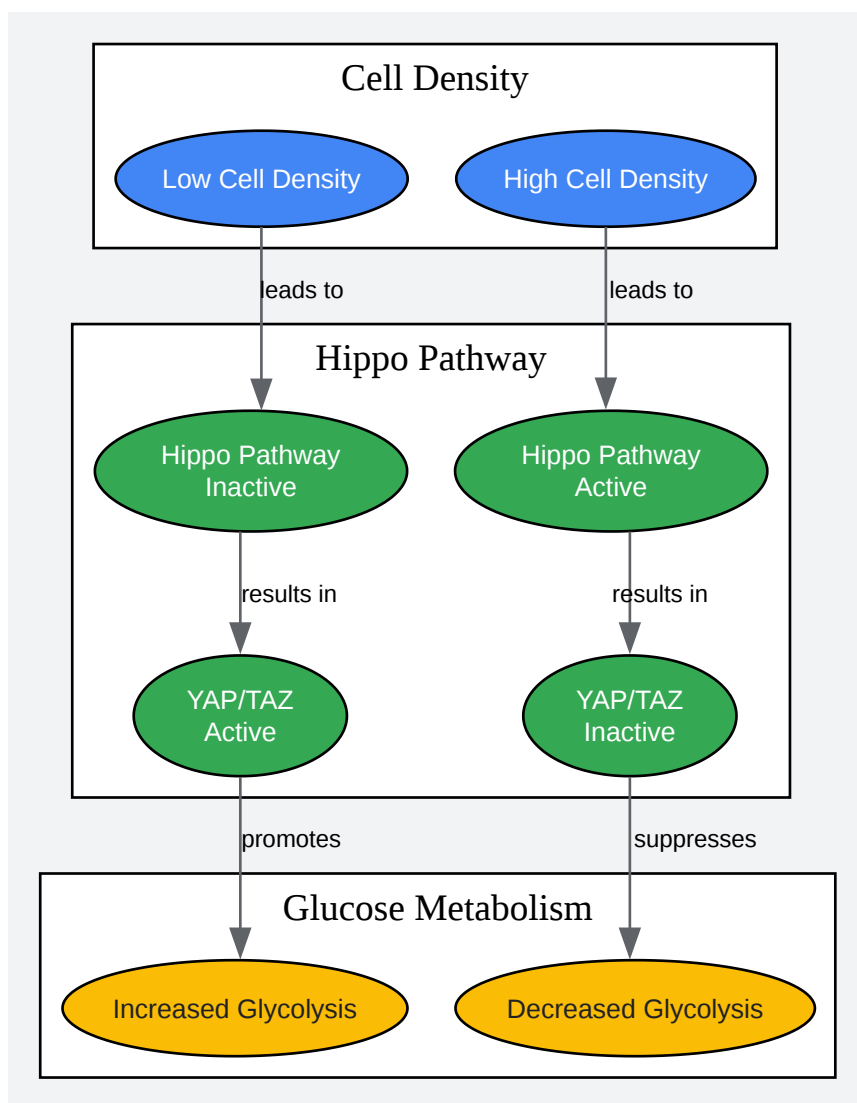 Cell Density
Low Cell Density
High Cell Density
leads to
leads to
Hippo Pathway
Hippo Pathway
Inactive
Hippo Pathway
Active
results in
results in
YAP/TAZ
Active
YAP/TAZ
Inactive
promotes
suppresses
Glucose Metabolism
Increased Glycolysis
Decreased Glycolysis